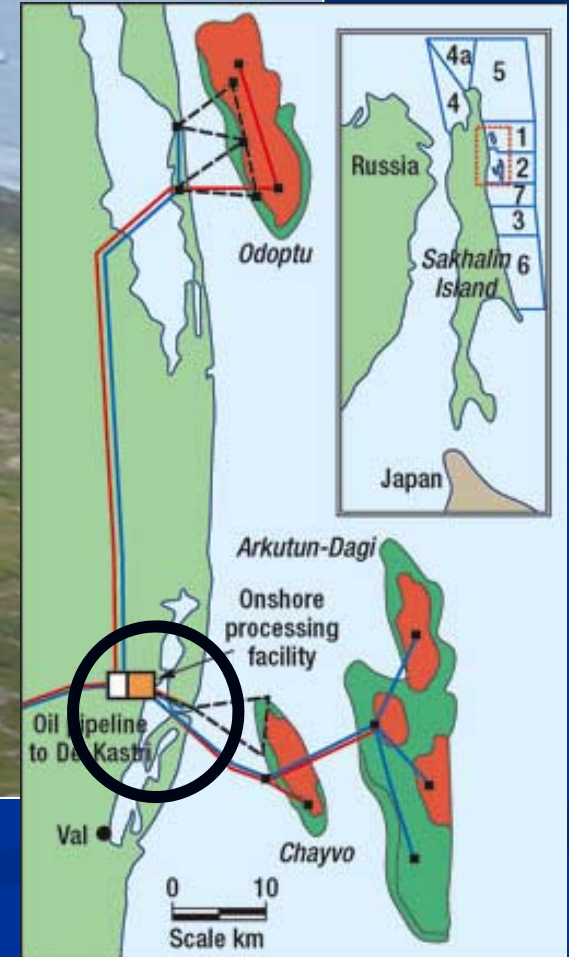 4a
5
4
1
Russia
2
7
3
Sakhalin
Island
6
Japan
Odoptu
Arkutun-Dagi
Onshore
processing
facility
Oil pipeline
to De Kastri
Val
Chayvo
0 10
Scale km